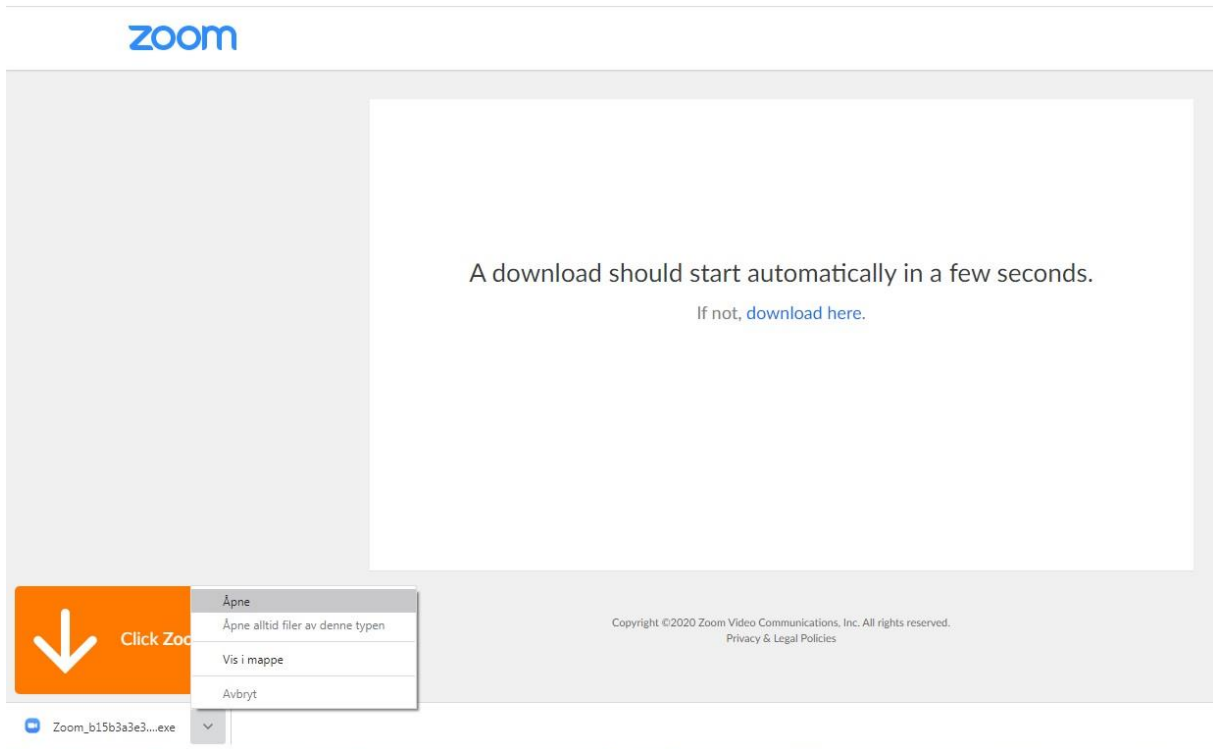 zoom
A download should start automatically in a few seconds.
If not, download here.
Click Zoo
Åpne
Åpne alltid filer av denne typen
Vis i mappe
Avbryt
Copyright ©2020 Zoom Video Communications, Inc. All rights reserved.
Privacy & Legal Policies
Zoom_b15b3a3e3....exe